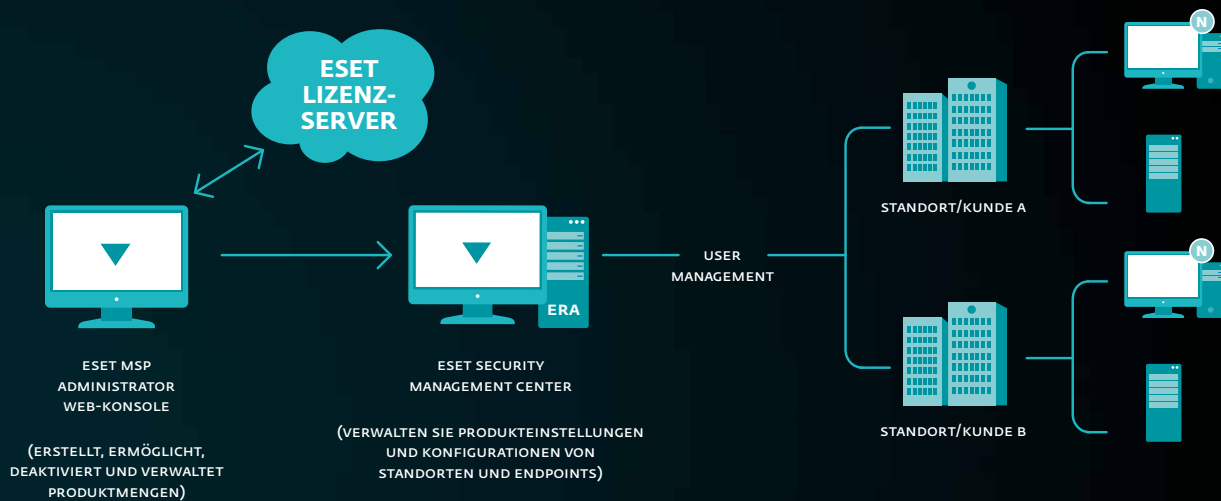 ESET
LIZENZ-
SERVER
ESET MSP
ADMINISTRATOR
WEB-KONSOLE
(ERSTELLT, ERMÖGLICHT,
DEAKTIVIERT UND VERWALTET
PRODUKTMENGEN)
ERA
ESET SECURITY
MANAGEMENT CENTER
(VERWALTEN SIE PRODUKTEINSTELLUNGEN
UND KONFIGURATIONEN VON
STANDORTEN UND ENDPOINTS)
USER
MANAGEMENT
STANDORT/KUNDE A
N
STANDORT/KUNDE B
N